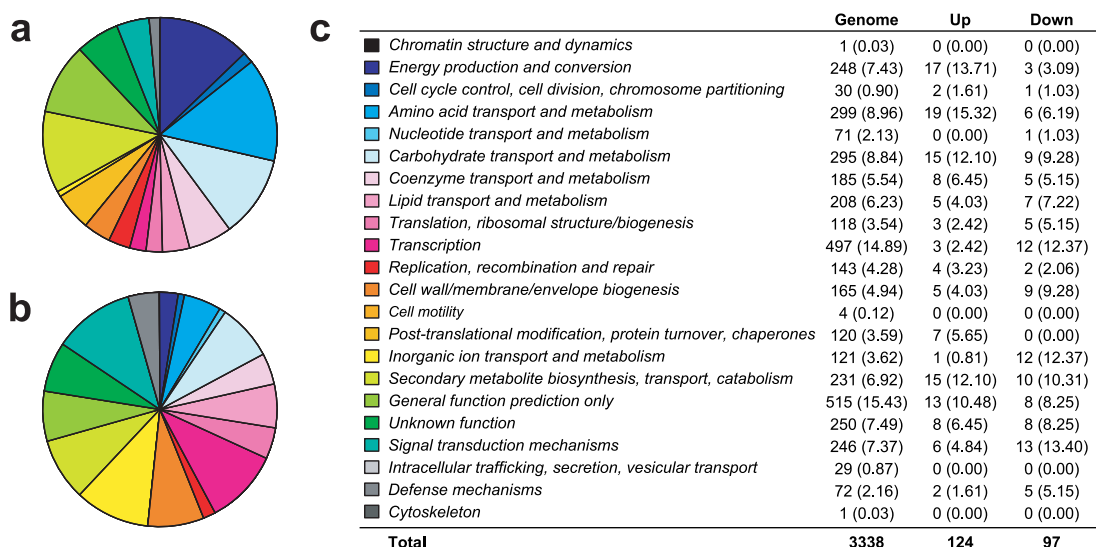 a
b
c
Genome Up Down
Chromatin structure and dynamics 1 (0.03) 0 (0.00) 0 (0.00)
Energy production and conversion 248 (7.43) 17 (13.71) 3 (3.09)
Cell cycle control, cell division, chromosome partitioning 30 (0.90) 2 (1.61) 1 (1.03)
Amino acid transport and metabolism 299 (8.96) 19 (15.32) 6 (6.19)
Nucleotide transport and metabolism 71 (2.13) 0 (0.00) 1 (1.03)
Carbohydrate transport and metabolism 295 (8.84) 15 (12.10) 9 (9.28)
Coenzyme transport and metabolism 185 (5.54) 8 (6.45) 5 (5.15)
Lipid transport and metabolism 208 (6.23) 5 (4.03) 7 (7.22)
Translation, ribosomal structure/biogenesis 118 (3.54) 3 (2.42) 5 (5.15)
Transcription 497 (14.89) 3 (2.42) 12 (12.37)
Replication, recombination and repair 143 (4.28) 4 (3.23) 2 (2.06)
Cell wall/membrane/envelope biogenesis 165 (4.94) 5 (4.03) 9 (9.28)
Cell motility 4 (0.12) 0 (0.00) 0 (0.00)
Post-translational modification, protein turnover, chaperones 120 (3.59) 7 (5.65) 0 (0.00)
Inorganic ion transport and metabolism 121 (3.62) 1 (0.81) 12 (12.37)
Secondary metabolite biosynthesis, transport, catabolism 231 (6.92) 15 (12.10) 10 (10.31)
General function prediction only 515 (15.43) 13 (10.48) 8 (8.25)
Unknown function 250 (7.49) 8 (6.45) 8 (8.25)
Signal transduction mechanisms 246 (7.37) 6 (4.84) 13 (13.40)
Intracellular trafficking, secretion, vesicular transport 29 (0.87) 0 (0.00) 0 (0.00)
Defense mechanisms 72 (2.16) 2 (1.61) 5 (5.15)
Cytoskeleton 1 (0.03) 0 (0.00) 0 (0.00)
Total 3338 124 97